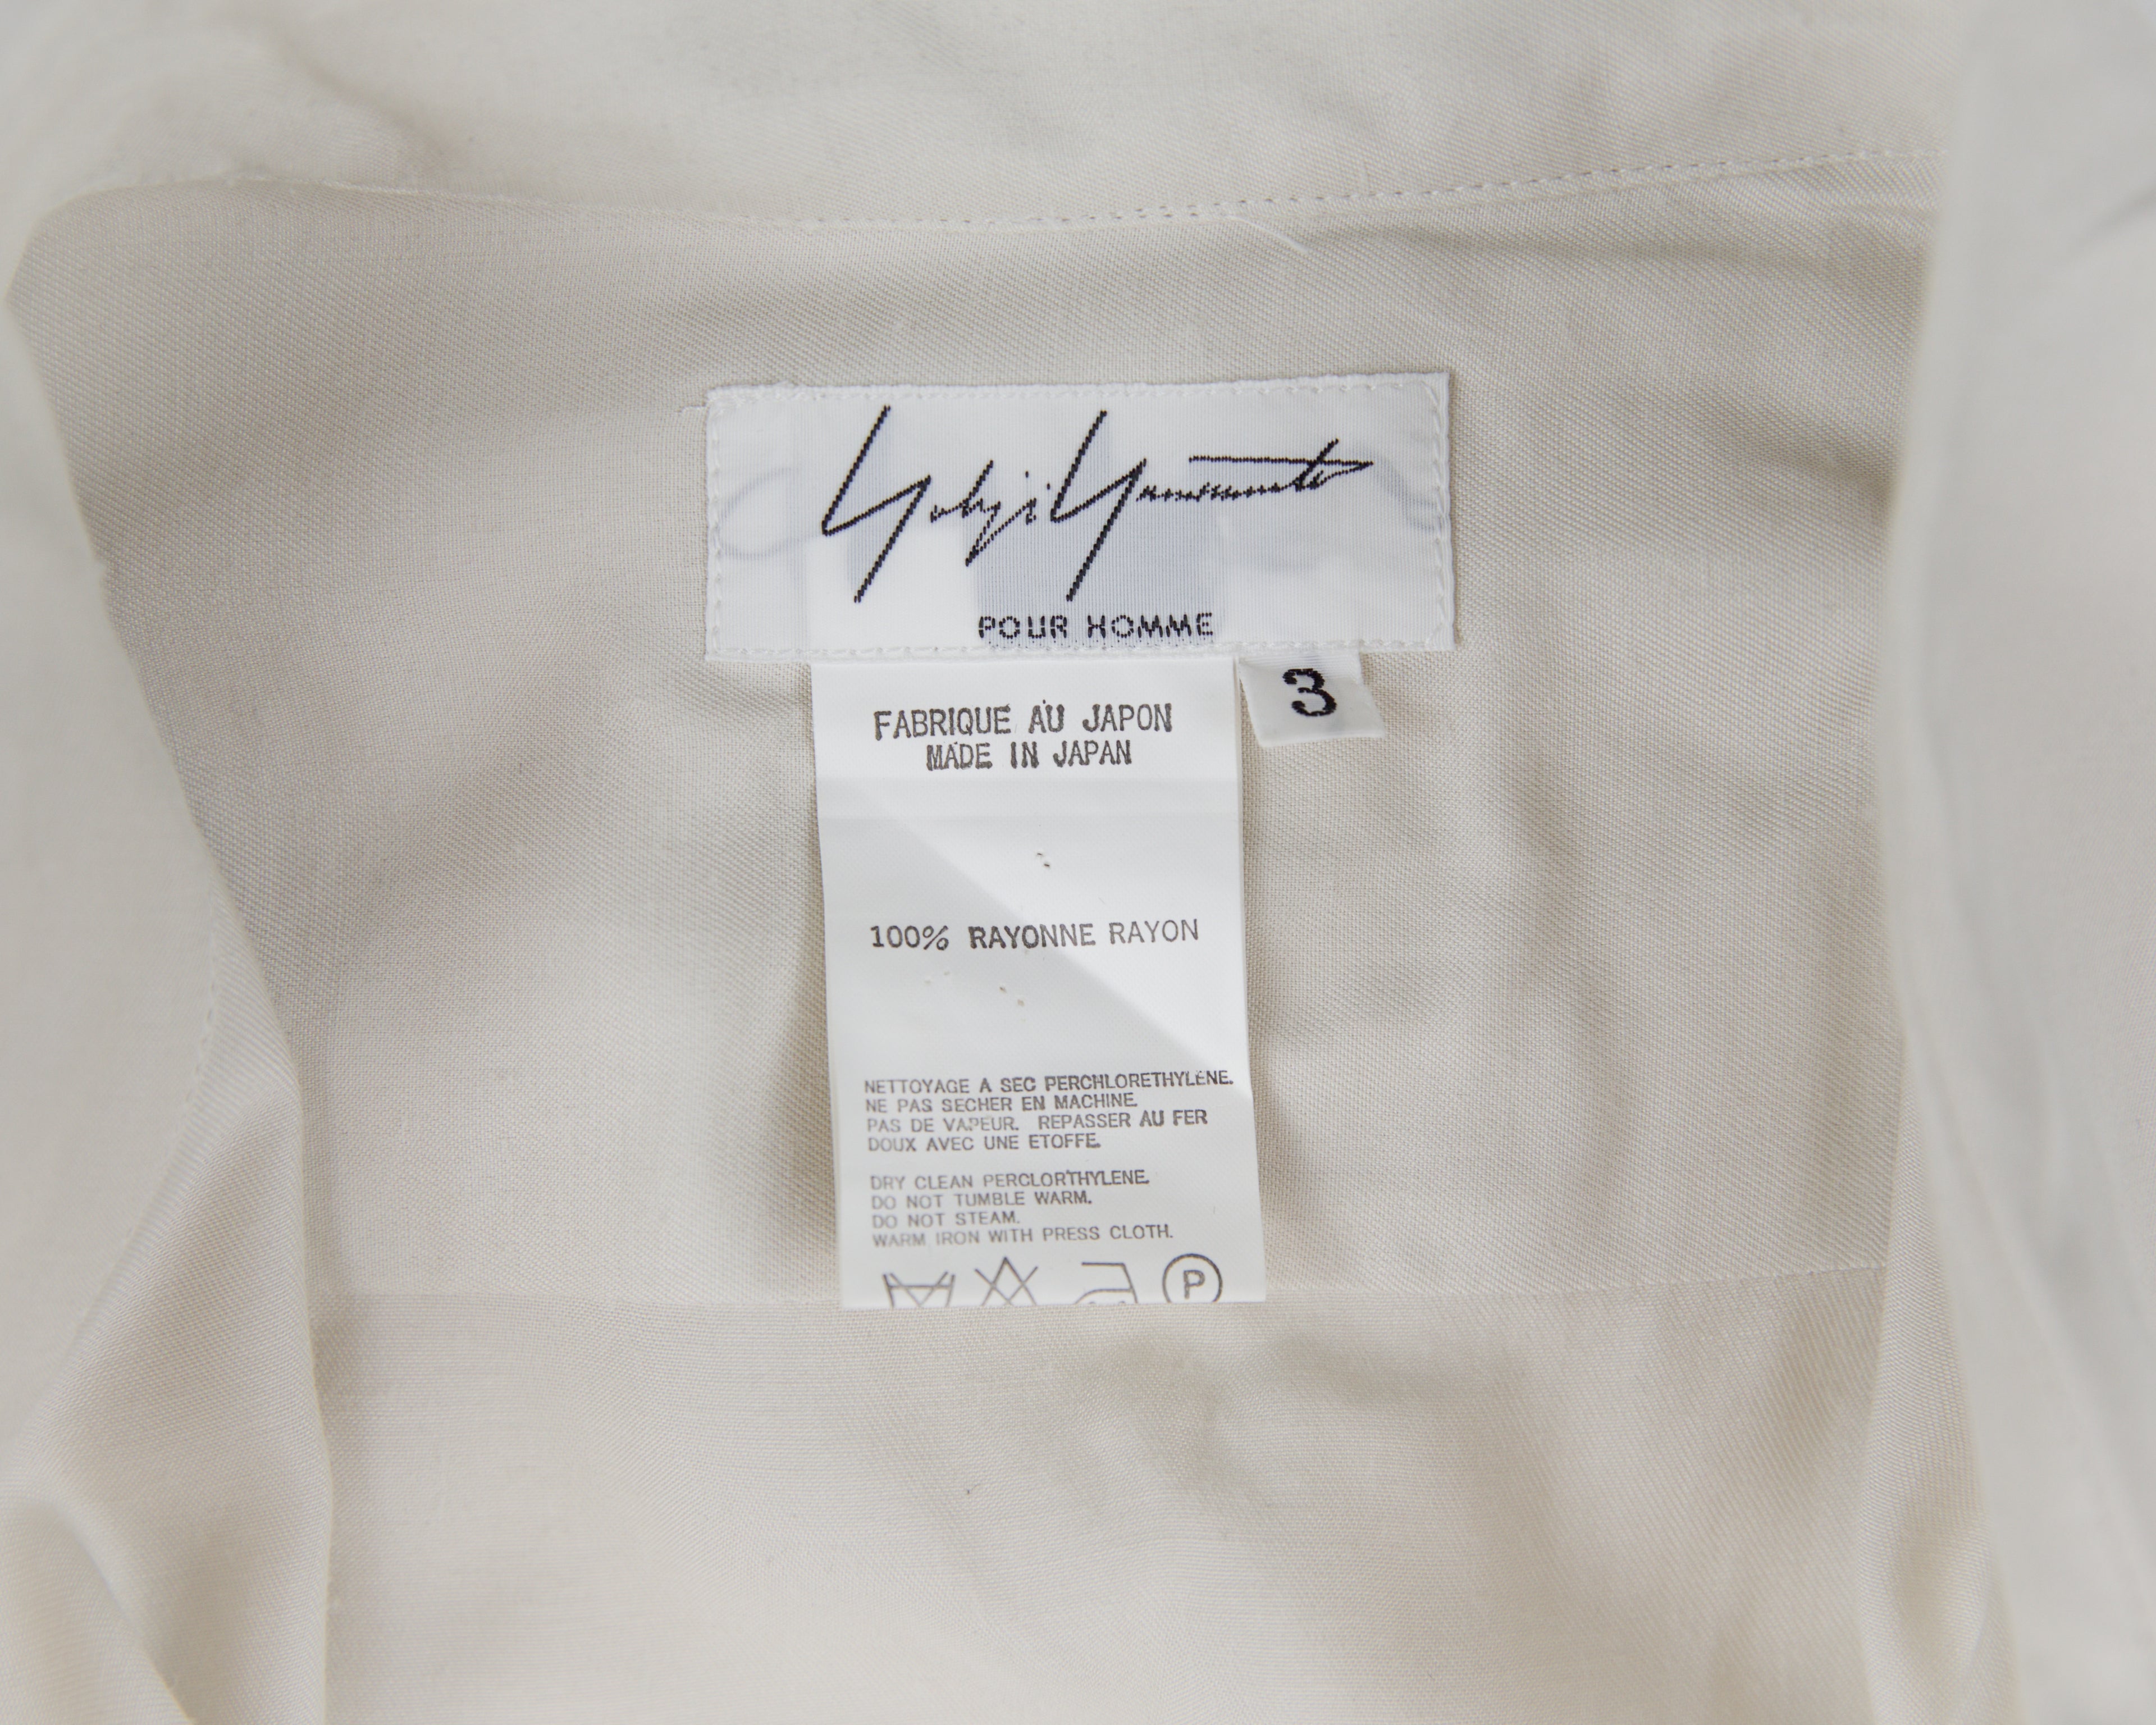 Yohji Yamamoto
POUR HOMME
3
FABRIQUE AU JAPON
MADE IN JAPAN
100% RAYONNE RAYON
NETTOYAGE A SEC PERCHLORETHYLENE.
NE PAS SECHER EN MACHINE.
PAS DE VAPEUR. REPASSER AU FER
DOUX AVEC UNE ETOFFE.
DRY CLEAN PERCLORTHYLENE.
DO NOT TUMBLE WARM.
DO NOT STEAM.
WARM IRON WITH PRESS CLOTH.
P